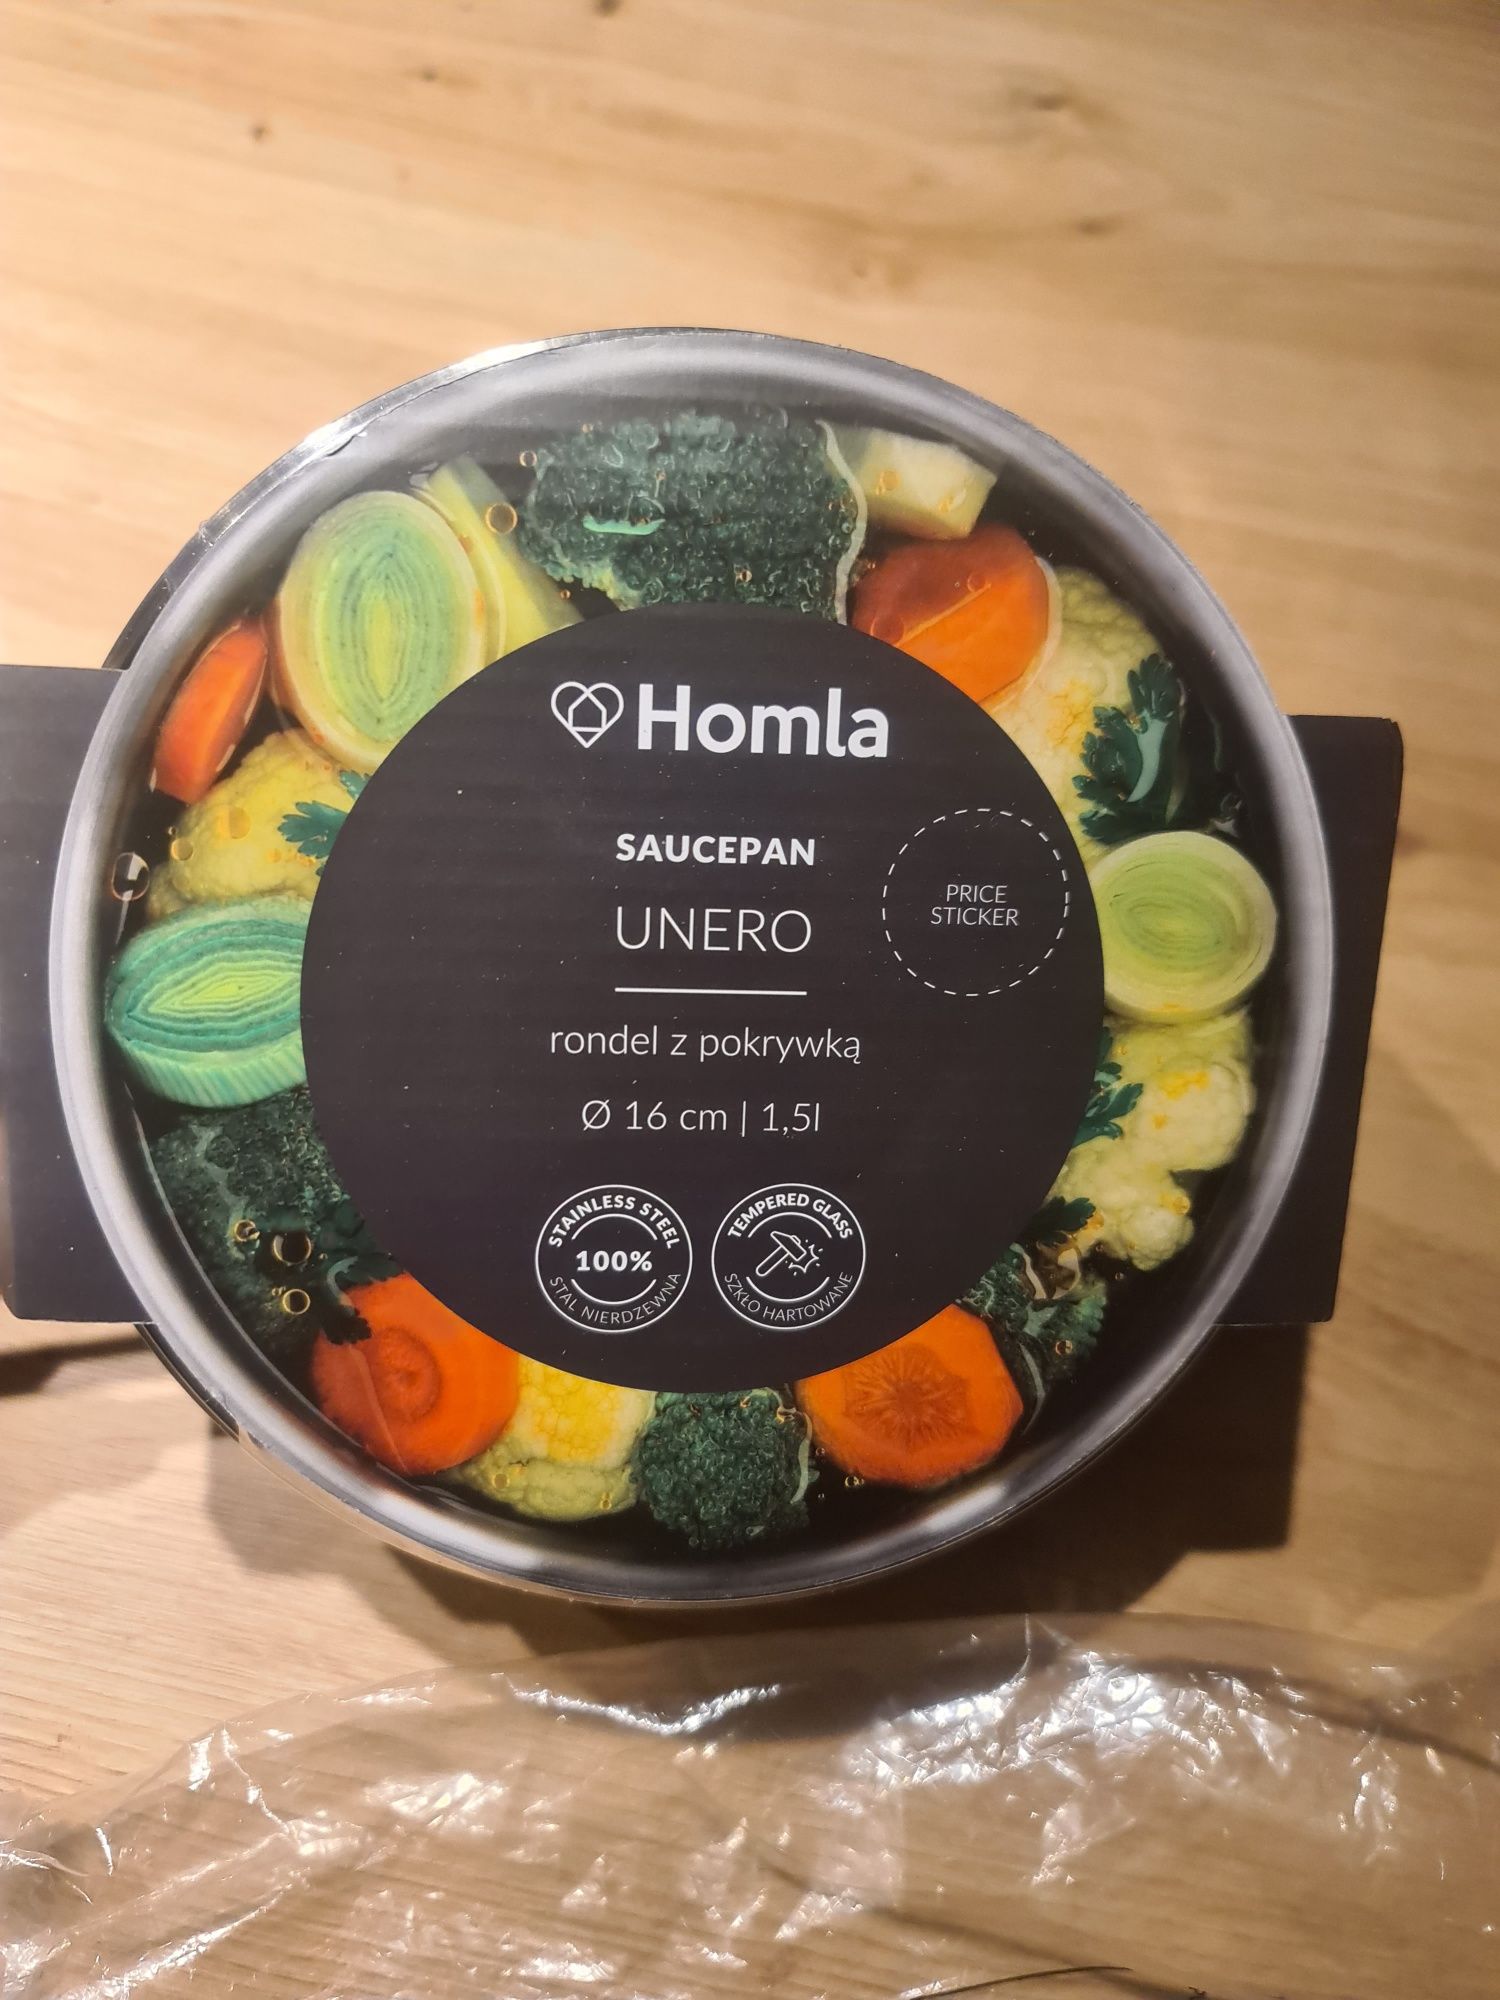 Homla
SAUCEPAN
UNERO
PRICE
STICKER
rondel z pokrywką
Ø 16 cm | 1,5l
STAINLESS STEEL
100%
STAL NIERDZEWNA
TEMPERED GLASS
SZKŁO HARTOWANE